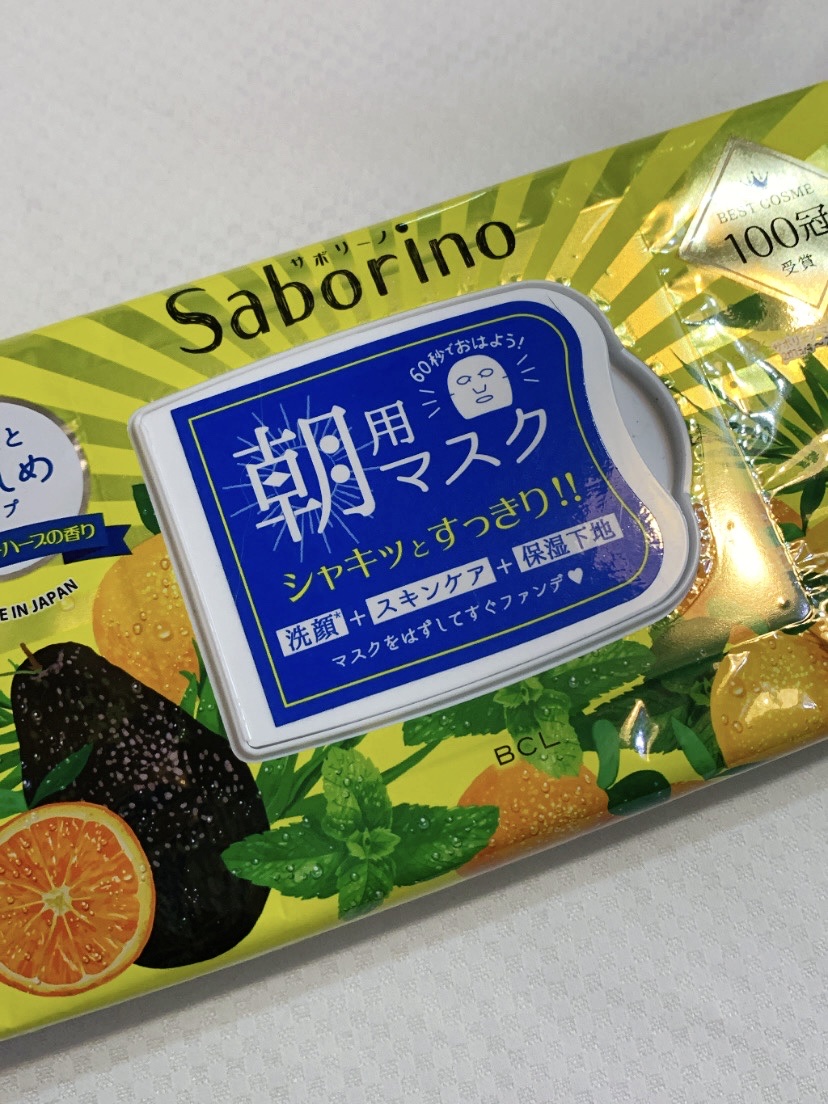 サボリーノ
Saborino
BEST COSME
100冠
受賞
60秒でおはよう!
朝用
マスク
シャキッとすっきり!!
洗顔*+スキンケア+保湿下地
マスクをはずしてすぐファンデ♥
と
め
プ
ハーブの香り
E IN JAPAN
BCL